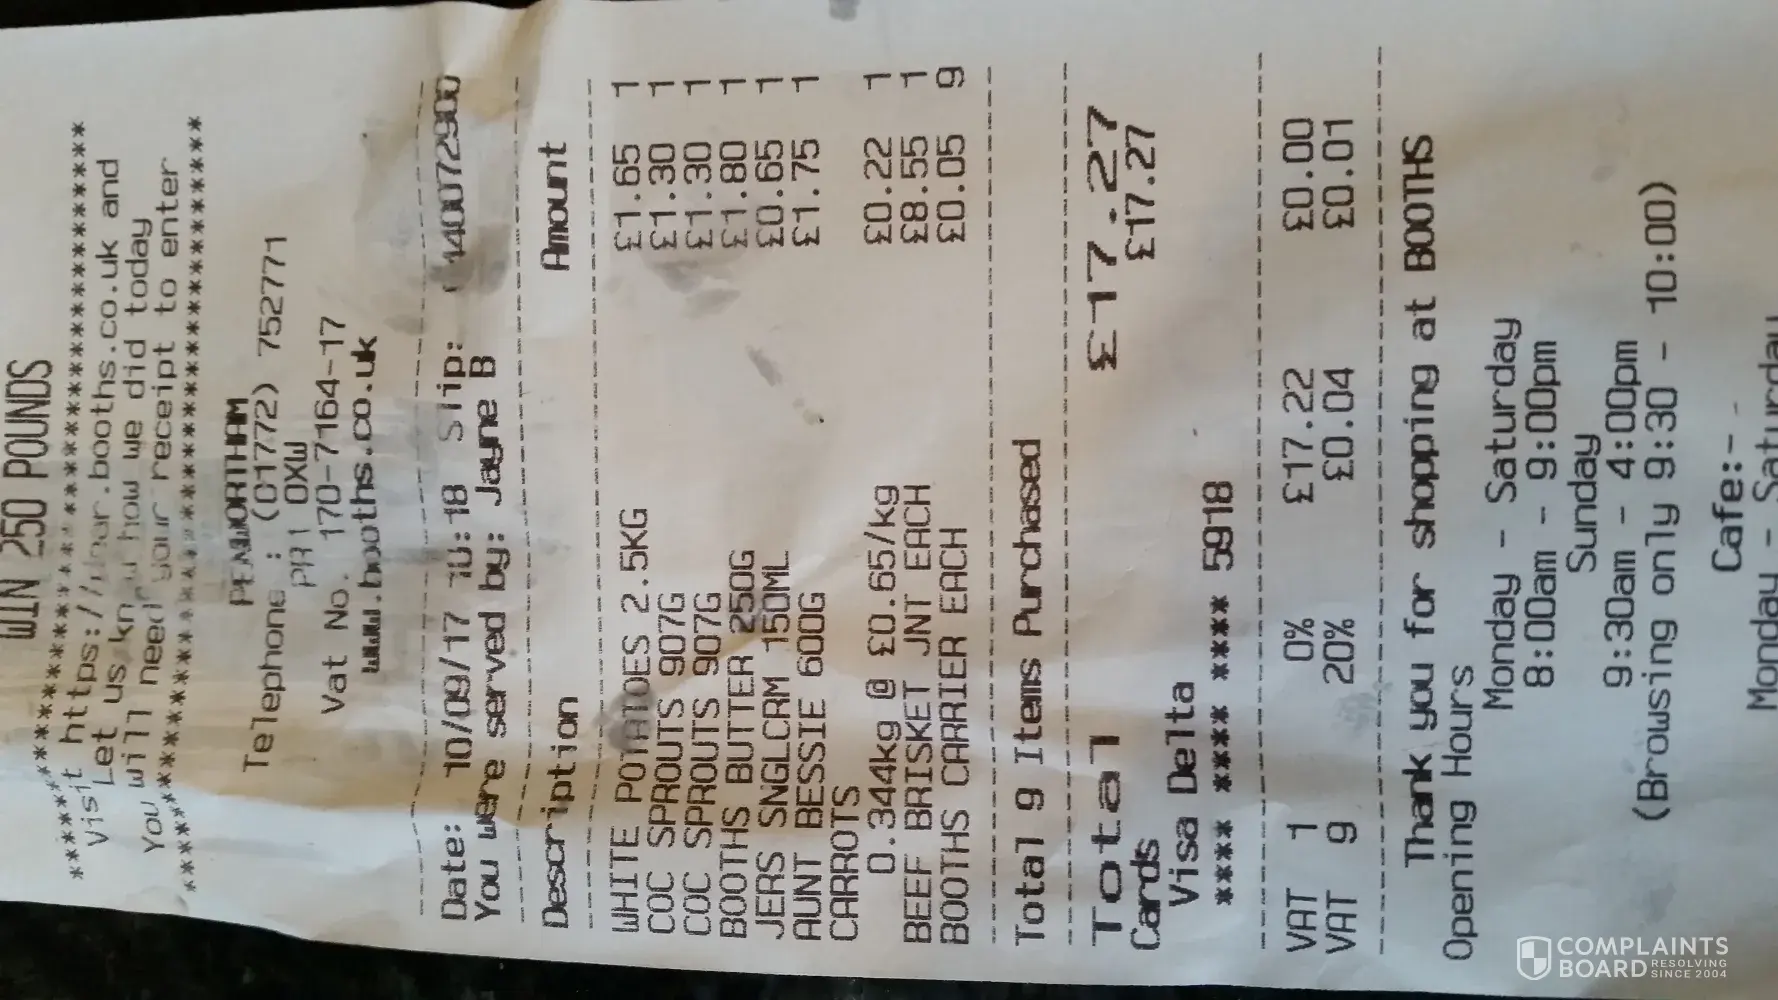 WIN 250 POUNDS
********************************************
Visit https://.booths.co.uk and
Let us know how we did today
You will need your receipt to enter
********************************************
PENWORTHAM
Telephone : (01772) 752771
PR1 0XW
Vat No. 170-7164-17
www.booths.co.uk
Date: 10/09/17 10:18 Slip:
You were served by: Jayne B
Description Amount
WHITE POTATOES 2.5KG £1.65 1
COC SPROUTS 907G £1.30 1
COC SPROUTS 907G £1.30 1
BOOTHS BUTTER 250G £1.80 1
JERS SNGLCRM 150ML £0.65 1
AUNT BESSIE 600G £1.75 1
CARROTS
0.344kg @ £0.65/kg £0.22 1
BEEF BRISKET JNT EACH £8.55 1
BOOTHS CARRIER EACH £0.05 9
Total 9 Items Purchased
Total £17.27
Cards £17.27
Visa Delta
**** **** **** 5918
VAT 1 0% £17.22 £0.00
VAT 9 20% £0.04 £0.01
Thank you for shopping at BOOTHS
Opening Hours
Monday - Saturday
8:00am - 9:00pm
Sunday
9:30am - 4:00pm
(Browsing only 9:30 - 10:00)
Cafe:-
Monday - Saturday
COMPLAINTS
BOARD RESOLVING
SINCE 2004